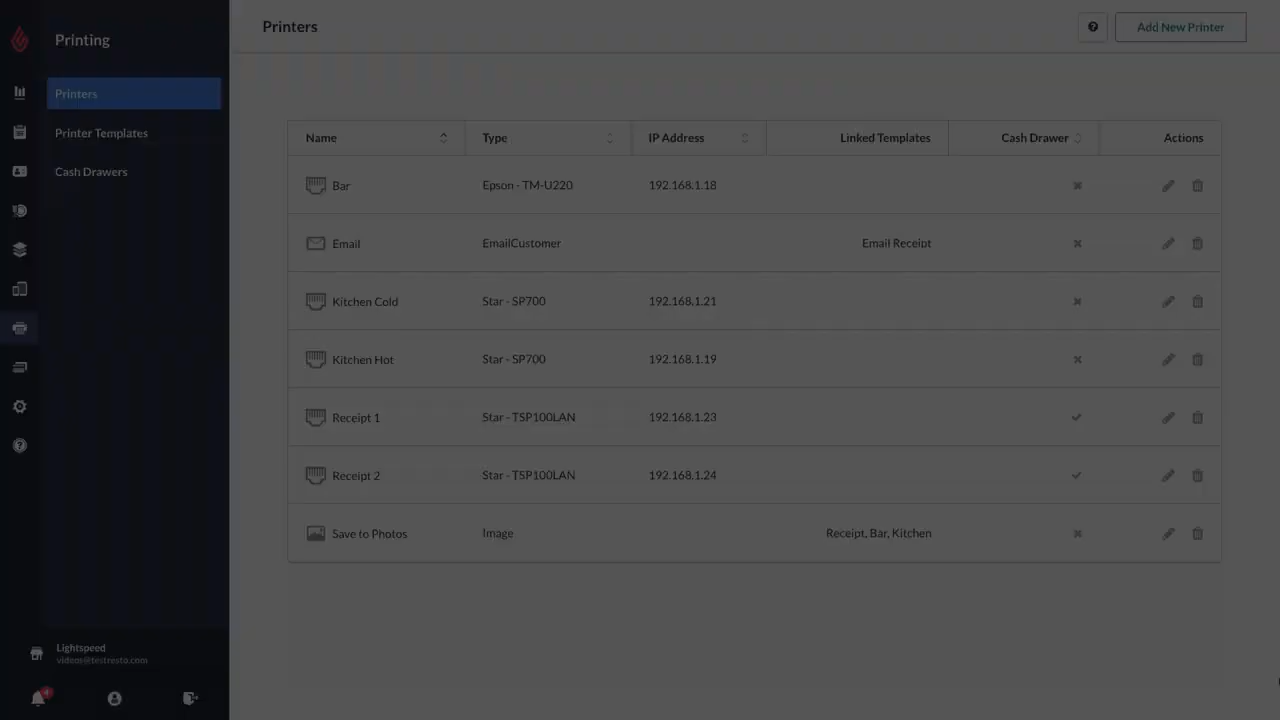 Printing
Printers
Printer Templates
Cash Drawers
Lightspeed
videos@testresto.com
Printers
Add New Printer
Name Type IP Address Linked Templates Cash Drawer Actions
Bar Epson - TM-U220 192.168.1.18
Email EmailCustomer Email Receipt
Kitchen Cold Star - SP700 192.168.1.21
Kitchen Hot Star - SP700 192.168.1.19
Receipt 1 Star - TSP100LAN 192.168.1.23
Receipt 2 Star - TSP100LAN 192.168.1.24
Save to Photos Image Receipt, Bar, Kitchen